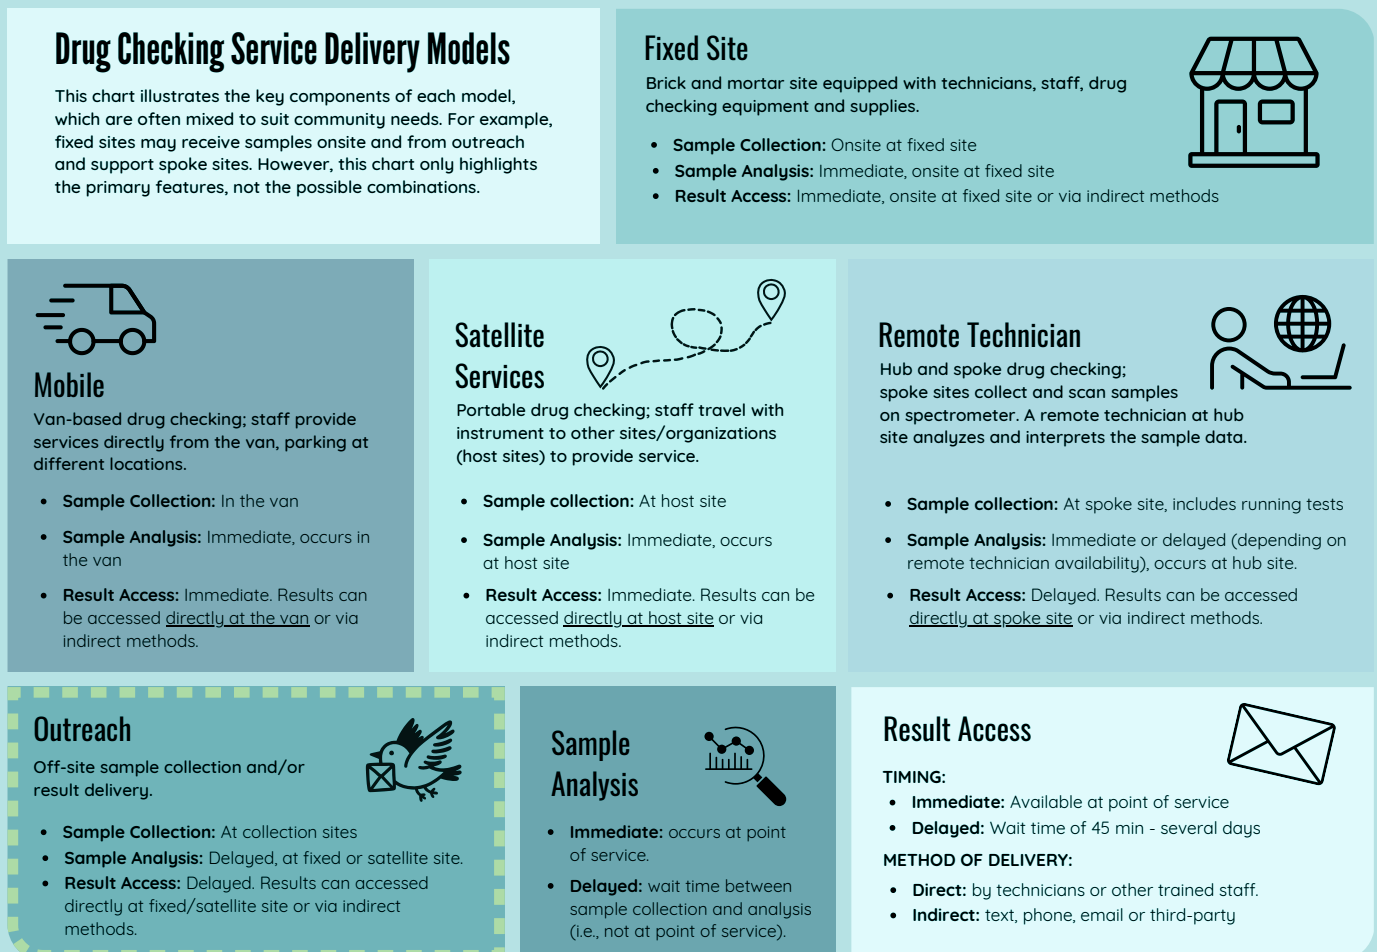 Drug Checking Service Delivery Models
This chart illustrates the key components of each model,
which are often mixed to suit community needs. For example,
fixed sites may receive samples onsite and from outreach
and support spoke sites. However, this chart only highlights
the primary features, not the possible combinations.
Fixed Site
Brick and mortar site equipped with technicians, staff, drug
checking equipment and supplies.
• Sample Collection: Onsite at fixed site
• Sample Analysis: Immediate, onsite at fixed site
• Result Access: Immediate, onsite at fixed site or via indirect methods
Mobile
Van-based drug checking; staff provide
services directly from the van, parking at
different locations.
• Sample Collection: In the van
• Sample Analysis: Immediate, occurs in
the van
• Result Access: Immediate. Results can
be accessed directly at the van or via
indirect methods.
Satellite
Services
Portable drug checking; staff travel with
instrument to other sites/organizations
(host sites) to provide service.
• Sample collection: At host site
• Sample Analysis: Immediate, occurs
at host site
• Result Access: Immediate. Results can be
accessed directly at host site or via
indirect methods.
Remote Technician
Hub and spoke drug checking;
spoke sites collect and scan samples
on spectrometer. A remote technician at hub
site analyzes and interprets the sample data.
• Sample collection: At spoke site, includes running tests
• Sample Analysis: Immediate or delayed (depending on
remote technician availability), occurs at hub site.
• Result Access: Delayed. Results can be accessed
directly at spoke site or via indirect methods.
Outreach
Off-site sample collection and/or
result delivery.
• Sample Collection: At collection sites
• Sample Analysis: Delayed, at fixed or satellite site.
• Result Access: Delayed. Results can accessed
directly at fixed/satellite site or via indirect
methods.
Sample
Analysis
• Immediate: occurs at point
of service.
• Delayed: wait time between
sample collection and analysis
(i.e., not at point of service).
Result Access
TIMING:
• Immediate: Available at point of service
• Delayed: Wait time of 45 min - several days
METHOD OF DELIVERY:
• Direct: by technicians or other trained staff.
• Indirect: text, phone, email or third-party